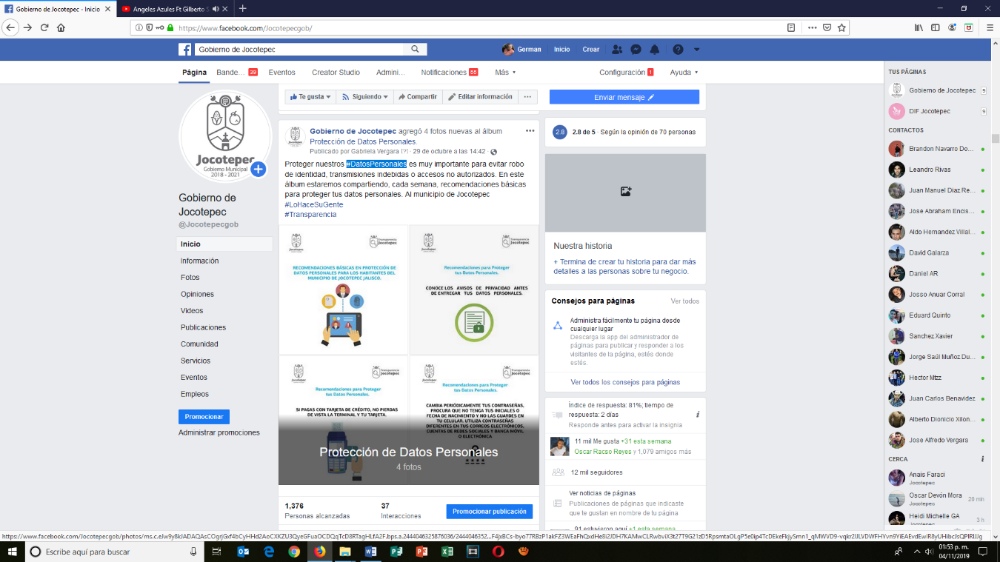 Gobierno de Jocotepec - Inicio
Angeles Azules Ft Gilberto S
https://www.facebook.com/Jocotepecgob/
Gobierno de Jocotepec
German
Inicio
Crear
Página
Bande... 39
Eventos
Creator Studio
Admini...
Notificaciones 55
Más
Configuración 1
Ayuda
Te gusta
Siguiendo
Compartir
Editar información
Enviar mensaje
Jocotepec
Gobierno Municipal
2018 - 2021
Gobierno de
Jocotepec
@Jocotepecgob
Inicio
Información
Fotos
Opiniones
Videos
Publicaciones
Comunidad
Servicios
Eventos
Empleos
Promocionar
Administrar promociones
Gobierno de Jocotepec agregó 4 fotos nuevas al álbum
Protección de Datos Personales.
Publicado por Gabriela Vergara [?] · 29 de octubre a las 14:42 ·
Proteger nuestros #DatosPersonales es muy importante para evitar robo
de identidad, transmisiones indebidas o accesos no autorizados. En este
álbum estaremos compartiendo, cada semana, recomendaciones básicas
para proteger tus datos personales. Al municipio de Jocotepec
#LoHaceSuGente
#Transparencia
Jocotepec
Transparencia
Jocotepec
RECOMENDACIONES BÁSICAS EN PROTECCIÓN DE
DATOS PERSONALES PARA LOS HABITANTES DEL
MUNICIPIO DE JOCOTEPEC JALISCO.
Jocotepec
Transparencia
Jocotepec
Recomendaciones para Proteger
tus Datos Personales.
CONOCE LOS AVISOS DE PRIVACIDAD ANTES
DE ENTREGAR TUS DATOS PERSONALES.
Jocotepec
Transparencia
Jocotepec
Recomendaciones para Proteger
tus Datos Personales.
SI PAGAS CON TARJETA DE CRÉDITO, NO PIERDAS
DE VISTA LA TERMINAL Y TU TARJETA.
Jocotepec
Transparencia
Jocotepec
Recomendaciones para Proteger
tus Datos Personales.
CAMBIA PERIÓDICAMENTE TUS CONTRASEÑAS,
PROCURA QUE NO TENGA TUS INICIALES O
FECHA DE NACIMIENTO Y NO LAS GUARDES EN
TU CELULAR. UTILIZA CONTRASEÑAS
DIFERENTES EN TUS CORREOS ELECTRÓNICOS,
CUENTAS DE REDES SOCIALES Y BANCA MÓVIL
O ELECTRÓNICA
Protección de Datos Personales
4 fotos
1,376
Personas alcanzadas
37
Interacciones
Promocionar publicación
2.8
2.8 de 5 · Según la opinión de 70 personas
Nuestra historia
+ Termina de crear tu historia para dar más
detalles a las personas sobre tu negocio.
Consejos para páginas
Ver todos
Administra fácilmente tu página desde
cualquier lugar
Descarga la app del administrador de
páginas para publicar y responder a los
visitantes de la página, estés donde
estés.
Ver todos los consejos para páginas
Índice de respuesta: 81%; tiempo de
respuesta: 2 días
Responde antes para activar la insignia
11 mil Me gusta +31 esta semana
Oscar Racso Reyes y 1,079 amigos más
12 mil seguidores
Ver noticias de páginas
Publicaciones de páginas que indicaste
que te gustan en nombre de tu página
91 estuvieron aquí +1 esta semana
TUS PÁGINAS
Gobierno de Jocotepec 9
DIF Jocotepec 9
CONTACTOS
Brandon Navarro Do...
Leandro Rivas
Juan Manuel Diaz Re...
Jose Abraham Encis...
Aldo Hernandez Villal...
David Galarza
Daniel AR
Josso Anuar Corral
Eduard Quinto
Sanchez Xavier
Jorge Saúl Muñoz Du...
Hector Mtzz
Juan Carlos Benavidez
Alberto Dionicio Xilon...
Jose Alfredo Vergara
CERCA
Anais Faraci
Jocotepec
Oscar Devón Mora
Jocotepec
20 min
Heidi Michelle GA
Jocotepec
3 h
Escribe aquí para buscar
01:53 p. m.
04/11/2019